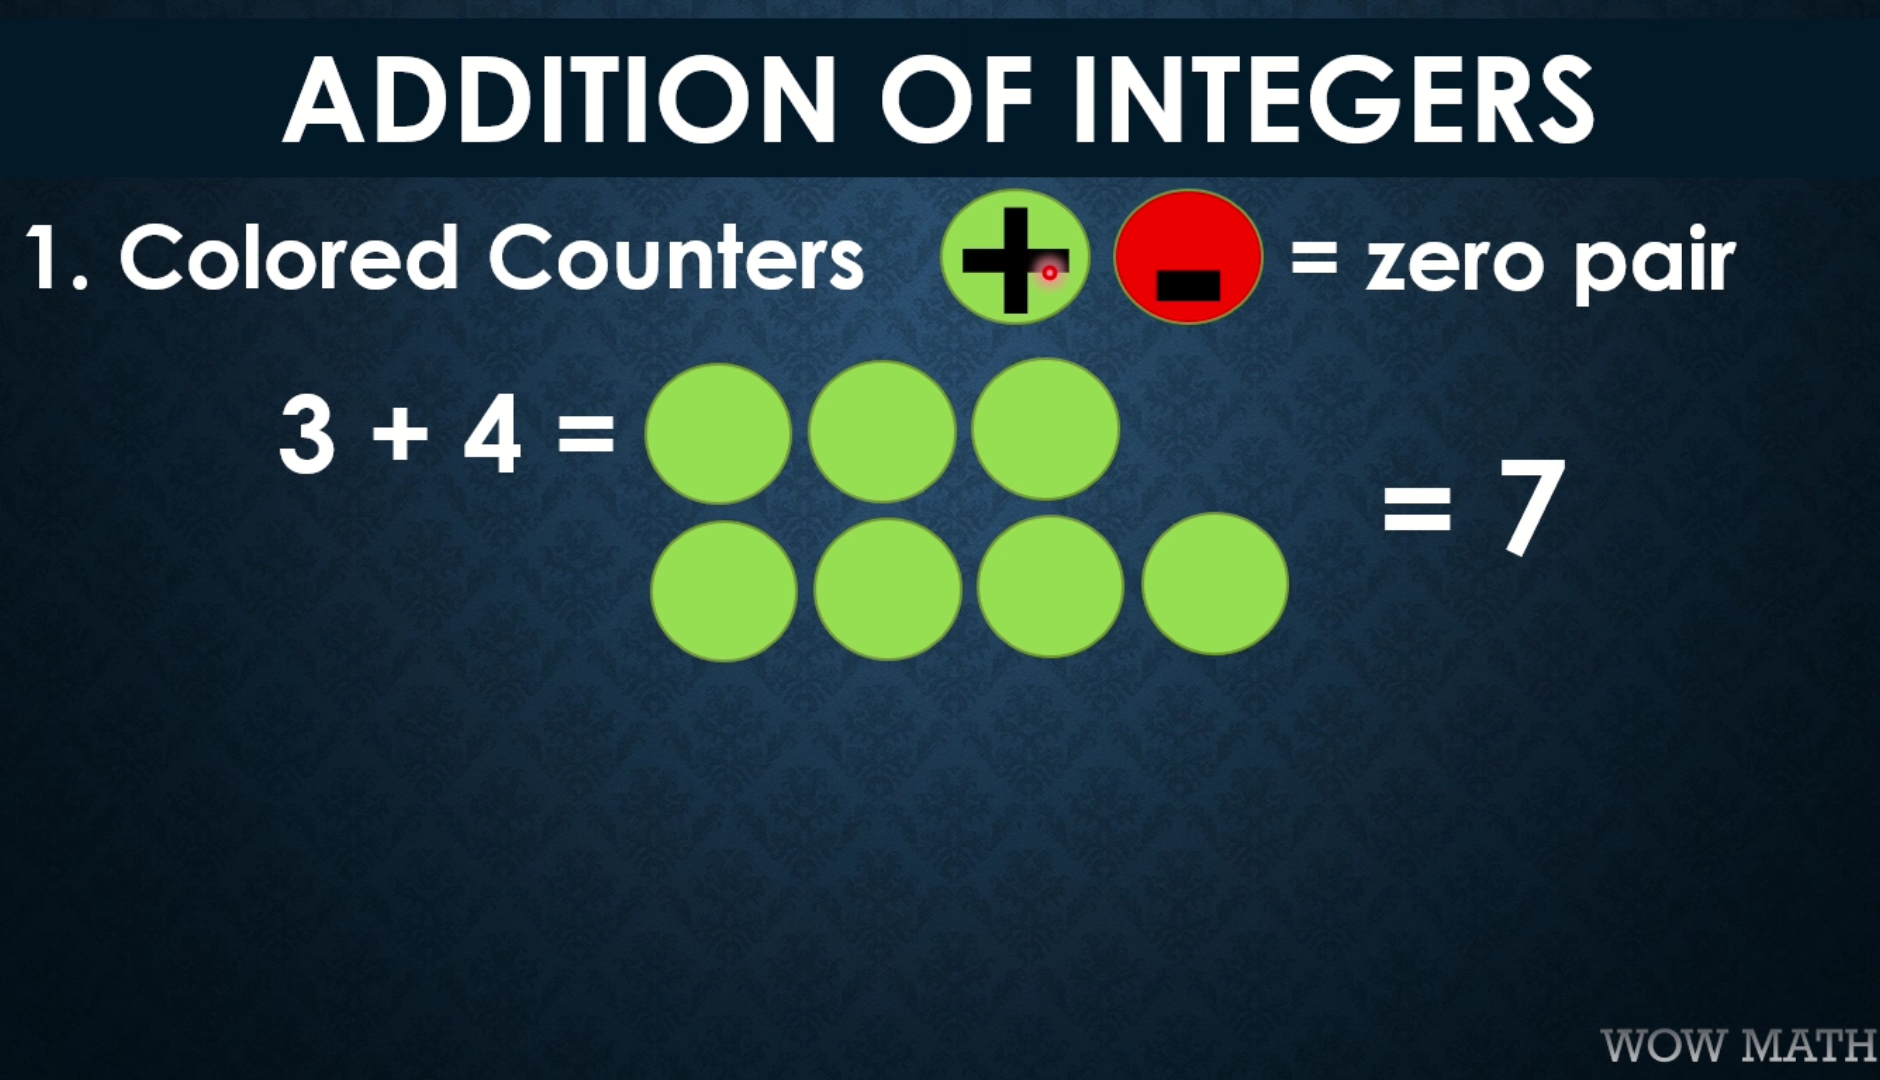 ADDITION OF INTEGERS
1. Colored Counters + - = zero pair
3 + 4 =
= 7
WOW MATH